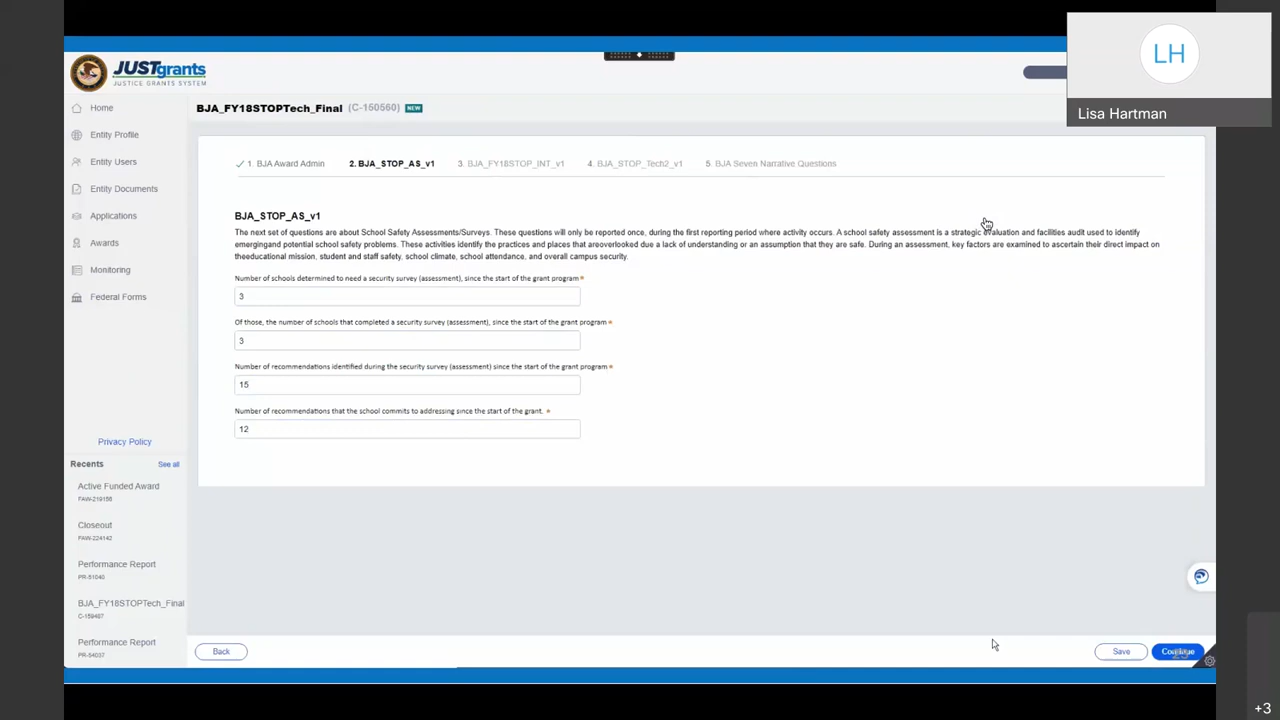 LH
Lisa Hartman
JUSTgrants
JUSTICE GRANTS SYSTEM
Home
Entity Profile
Entity Users
Entity Documents
Applications
Awards
Monitoring
Federal Forms
Privacy Policy
Recents See all
Active Funded Award
FAW-219156
Closeout
FAW-224142
Performance Report
PR-51040
BJA_FY18STOPTech_Final
C-159487
Performance Report
PR-54037
BJA_FY18STOPTech_Final (C-150560) NEW
1. BJA Award Admin 2. BJA_STOP_AS_v1 3. BJA_FY18STOP_INT_v1 4. BJA_STOP_Tech2_v1 5. BJA Seven Narrative Questions
BJA_STOP_AS_v1
The next set of questions are about School Safety Assessments/Surveys. These questions will only be reported once, during the first reporting period where activity occurs. A school safety assessment is a strategic evaluation and facilities audit used to identify
emergingand potential school safety problems. These activities identify the practices and places that areoverlooked due a lack of understanding or an assumption that they are safe. During an assessment, key factors are examined to ascertain their direct impact on
theeducational mission, student and staff safety, school climate, school attendance, and overall campus security.
Number of schools determined to need a security survey (assessment), since the start of the grant program*
3
Of those, the number of schools that completed a security survey (assessment), since the start of the grant program*
3
Number of recommendations identified during the security survey (assessment) since the start of the grant program*
15
Number of recommendations that the school commits to addressing since the start of the grant. *
12
Back Save Continue
+3